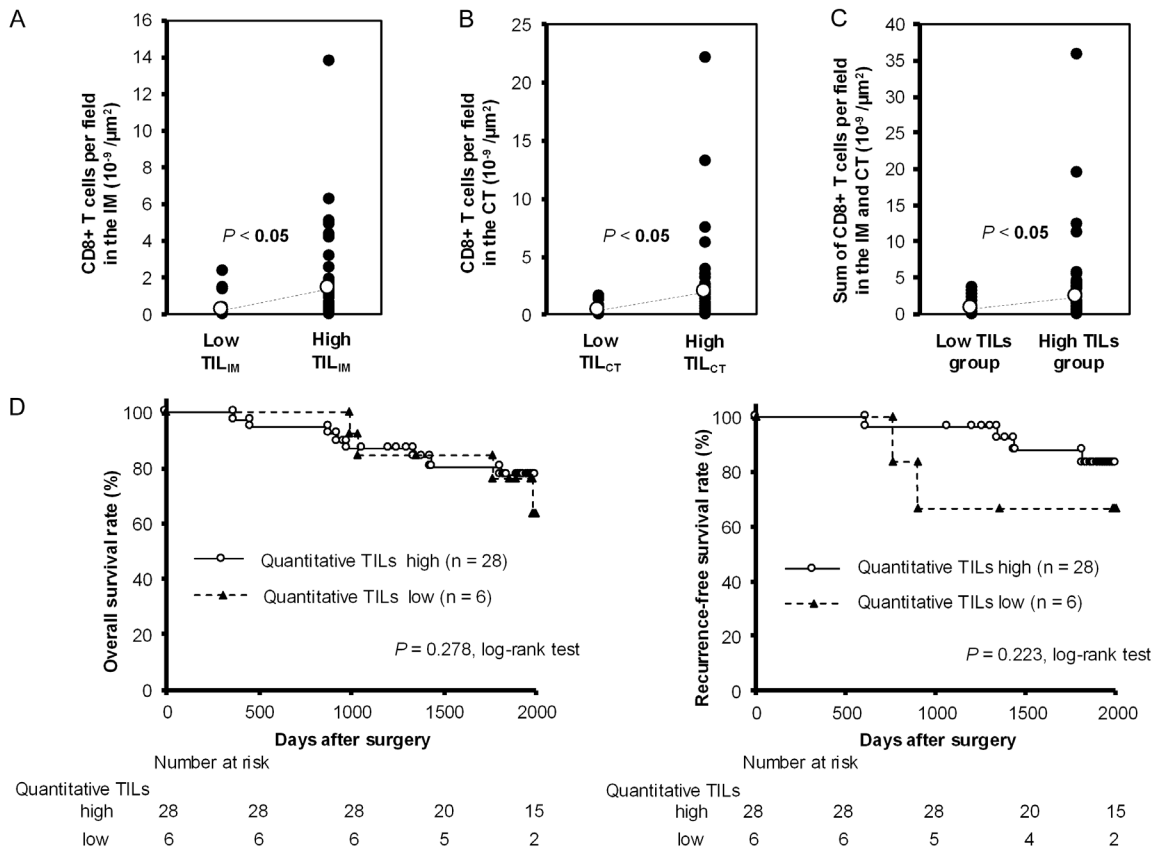 A
CD8+ T cells per field
in the IM (10⁻⁹ /μm²)
16
14
12
10
8
6
4
2
0
P < 0.05
Low
TIL_IM
High
TIL_IM
B
CD8+ T cells per field
in the CT (10⁻⁹ /μm²)
25
20
15
10
5
0
P < 0.05
Low
TIL_CT
High
TIL_CT
C
Sum of CD8+ T cells per field
in the IM and CT (10⁻⁹ /μm²)
40
35
30
25
20
15
10
5
0
P < 0.05
Low TILs
group
High TILs
group
D
Overall survival rate (%)
100
80
60
40
20
0
Quantitative TILs high (n = 28)
Quantitative TILs low (n = 6)
P = 0.278, log-rank test
0 500 1000 1500 2000
Days after surgery
Number at risk
Quantitative TILs
high 28 28 28 20 15
low 6 6 6 5 2
Recurrence-free survival rate (%)
100
80
60
40
20
0
Quantitative TILs high (n = 28)
Quantitative TILs low (n = 6)
P = 0.223, log-rank test
0 500 1000 1500 2000
Days after surgery
Number at risk
Quantitative TILs
high 28 28 28 20 15
low 6 6 5 4 2